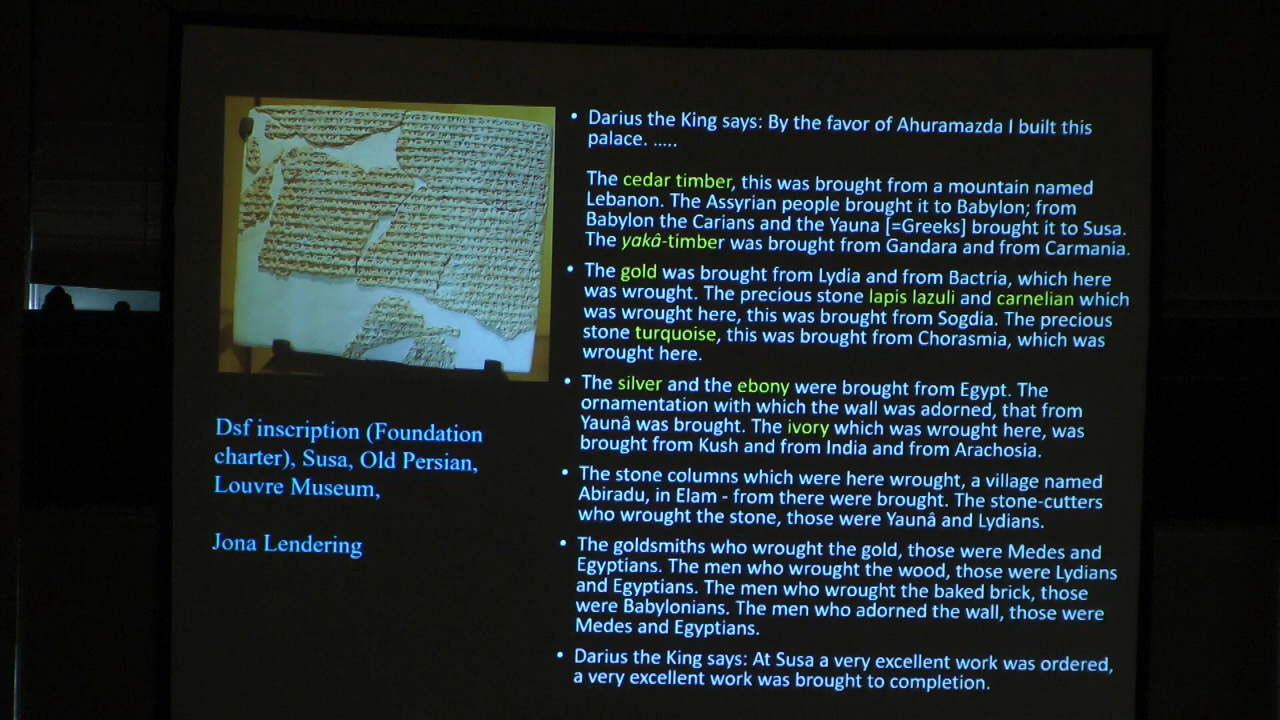 • Darius the King says: By the favor of Ahuramazda I built this
palace. .....
The cedar timber, this was brought from a mountain named
Lebanon. The Assyrian people brought it to Babylon; from
Babylon the Carians and the Yauna [=Greeks] brought it to Susa.
The yakâ-timber was brought from Gandara and from Carmania.
• The gold was brought from Lydia and from Bactria, which here
was wrought. The precious stone lapis lazuli and carnelian which
was wrought here, this was brought from Sogdia. The precious
stone turquoise, this was brought from Chorasmia, which was
wrought here.
• The silver and the ebony were brought from Egypt. The
ornamentation with which the wall was adorned, that from
Yaunâ was brought. The ivory which was wrought here, was
brought from Kush and from India and from Arachosia.
• The stone columns which were here wrought, a village named
Abiradu, in Elam - from there were brought. The stone-cutters
who wrought the stone, those were Yaunâ and Lydians.
• The goldsmiths who wrought the gold, those were Medes and
Egyptians. The men who wrought the wood, those were Lydians
and Egyptians. The men who wrought the baked brick, those
were Babylonians. The men who adorned the wall, those were
Medes and Egyptians.
• Darius the King says: At Susa a very excellent work was ordered,
a very excellent work was brought to completion.
Dsf inscription (Foundation
charter), Susa, Old Persian,
Louvre Museum,
Jona Lendering